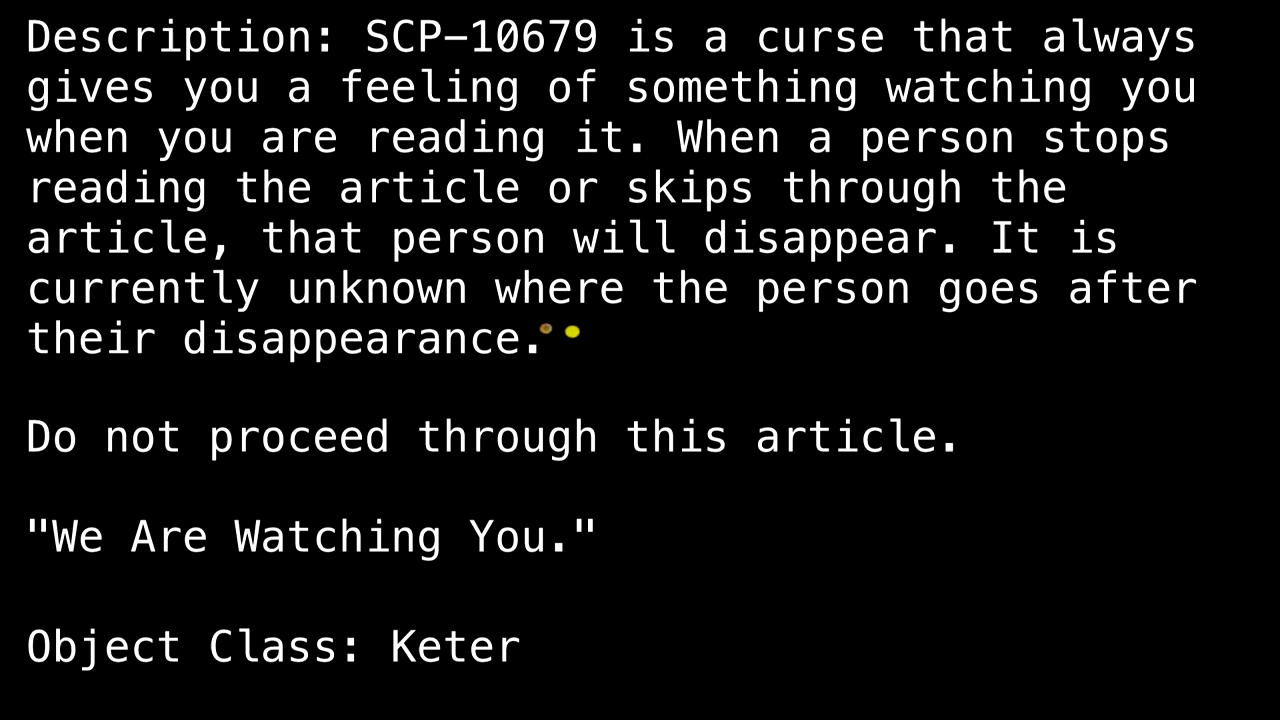 Description: SCP–10679 is a curse that always
gives you a feeling of something watching you
when you are reading it. When a person stops
reading the article or skips through the
article, that person will disappear. It is
currently unknown where the person goes after
their disappearance.
Do not proceed through this article.
"We Are Watching You."
Object Class: Keter